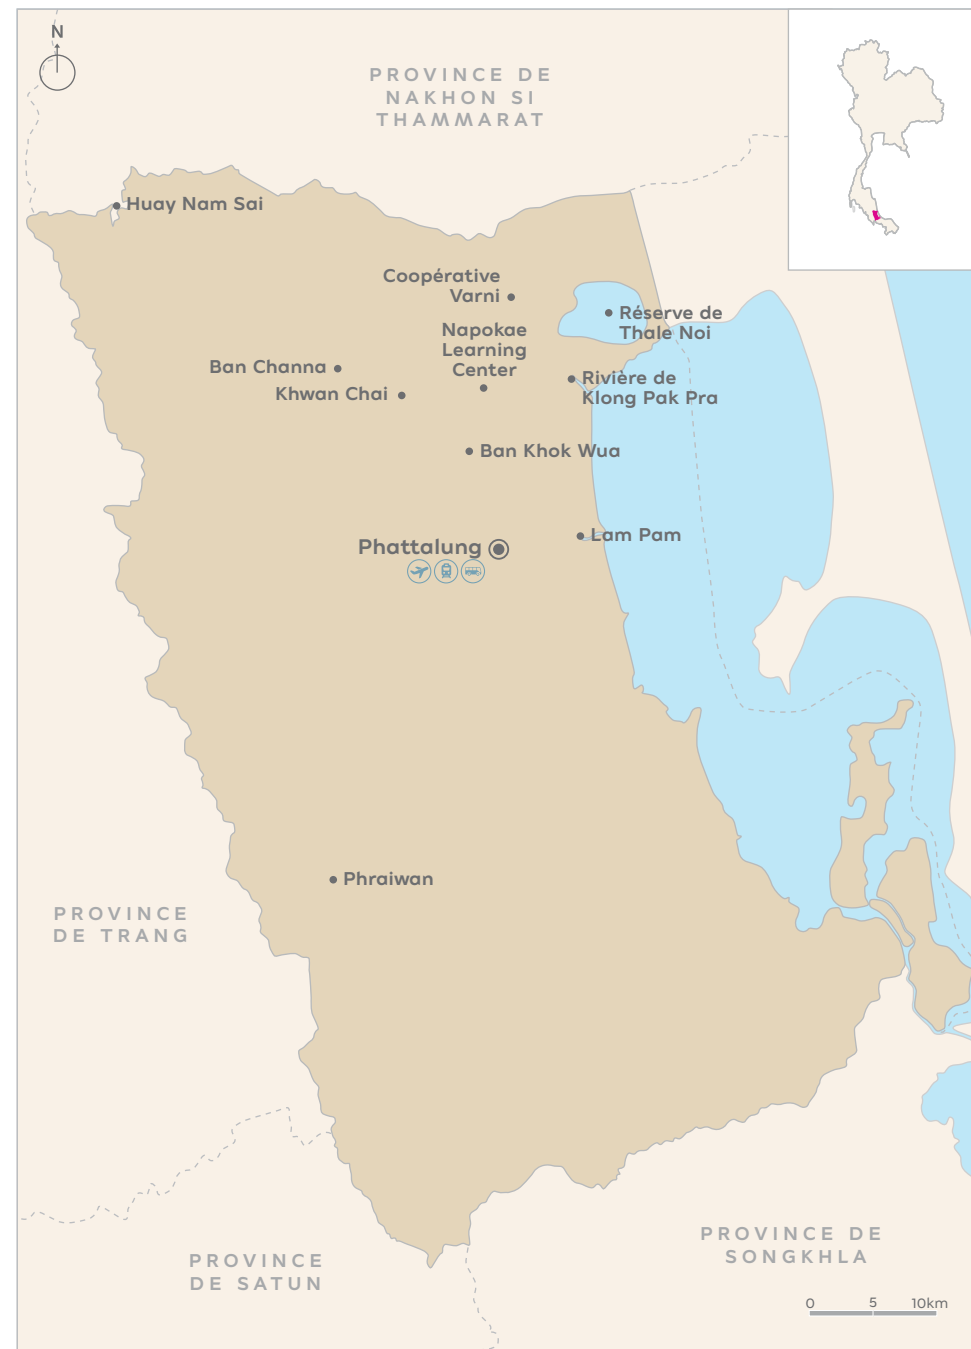 N
PROVINCE DE
NAKHON SI
THAMMARAT
Huay Nam Sai
Coopérative
Varni
Réserve de
Thale Noi
Napokae
Learning
Center
Ban Channa
Khwan Chai
Rivière de
Klong Pak Pra
Ban Khok Wua
Lam Pam
Phattalung
Phraiwan
PROVINCE
DE TRANG
PROVINCE DE
SONGKHLA
PROVINCE
DE SATUN
0 5 10km